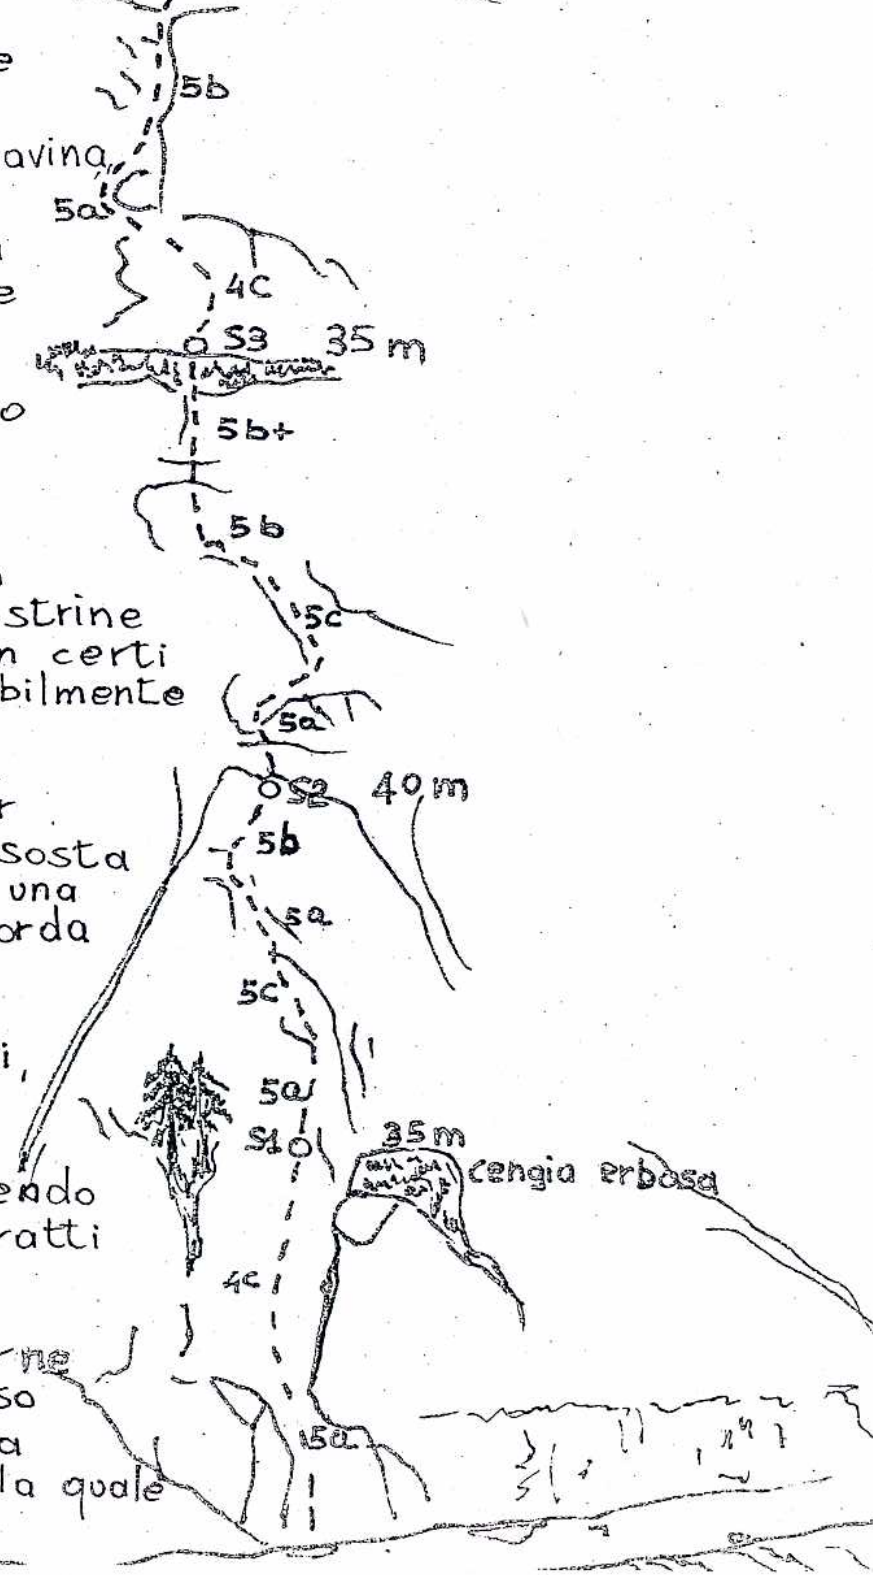 e
5b
avina
5a
4c
e
S3 35 m
o
5b+
5b
strine
5c
n certi
bilmente
5a
S2 40 m
r
5b
sosta
una
5a
orda
5c
i,
5a
S1
35 m
cengia erbosa
endo
ratti
4c
rne
so
5a
a
la quale